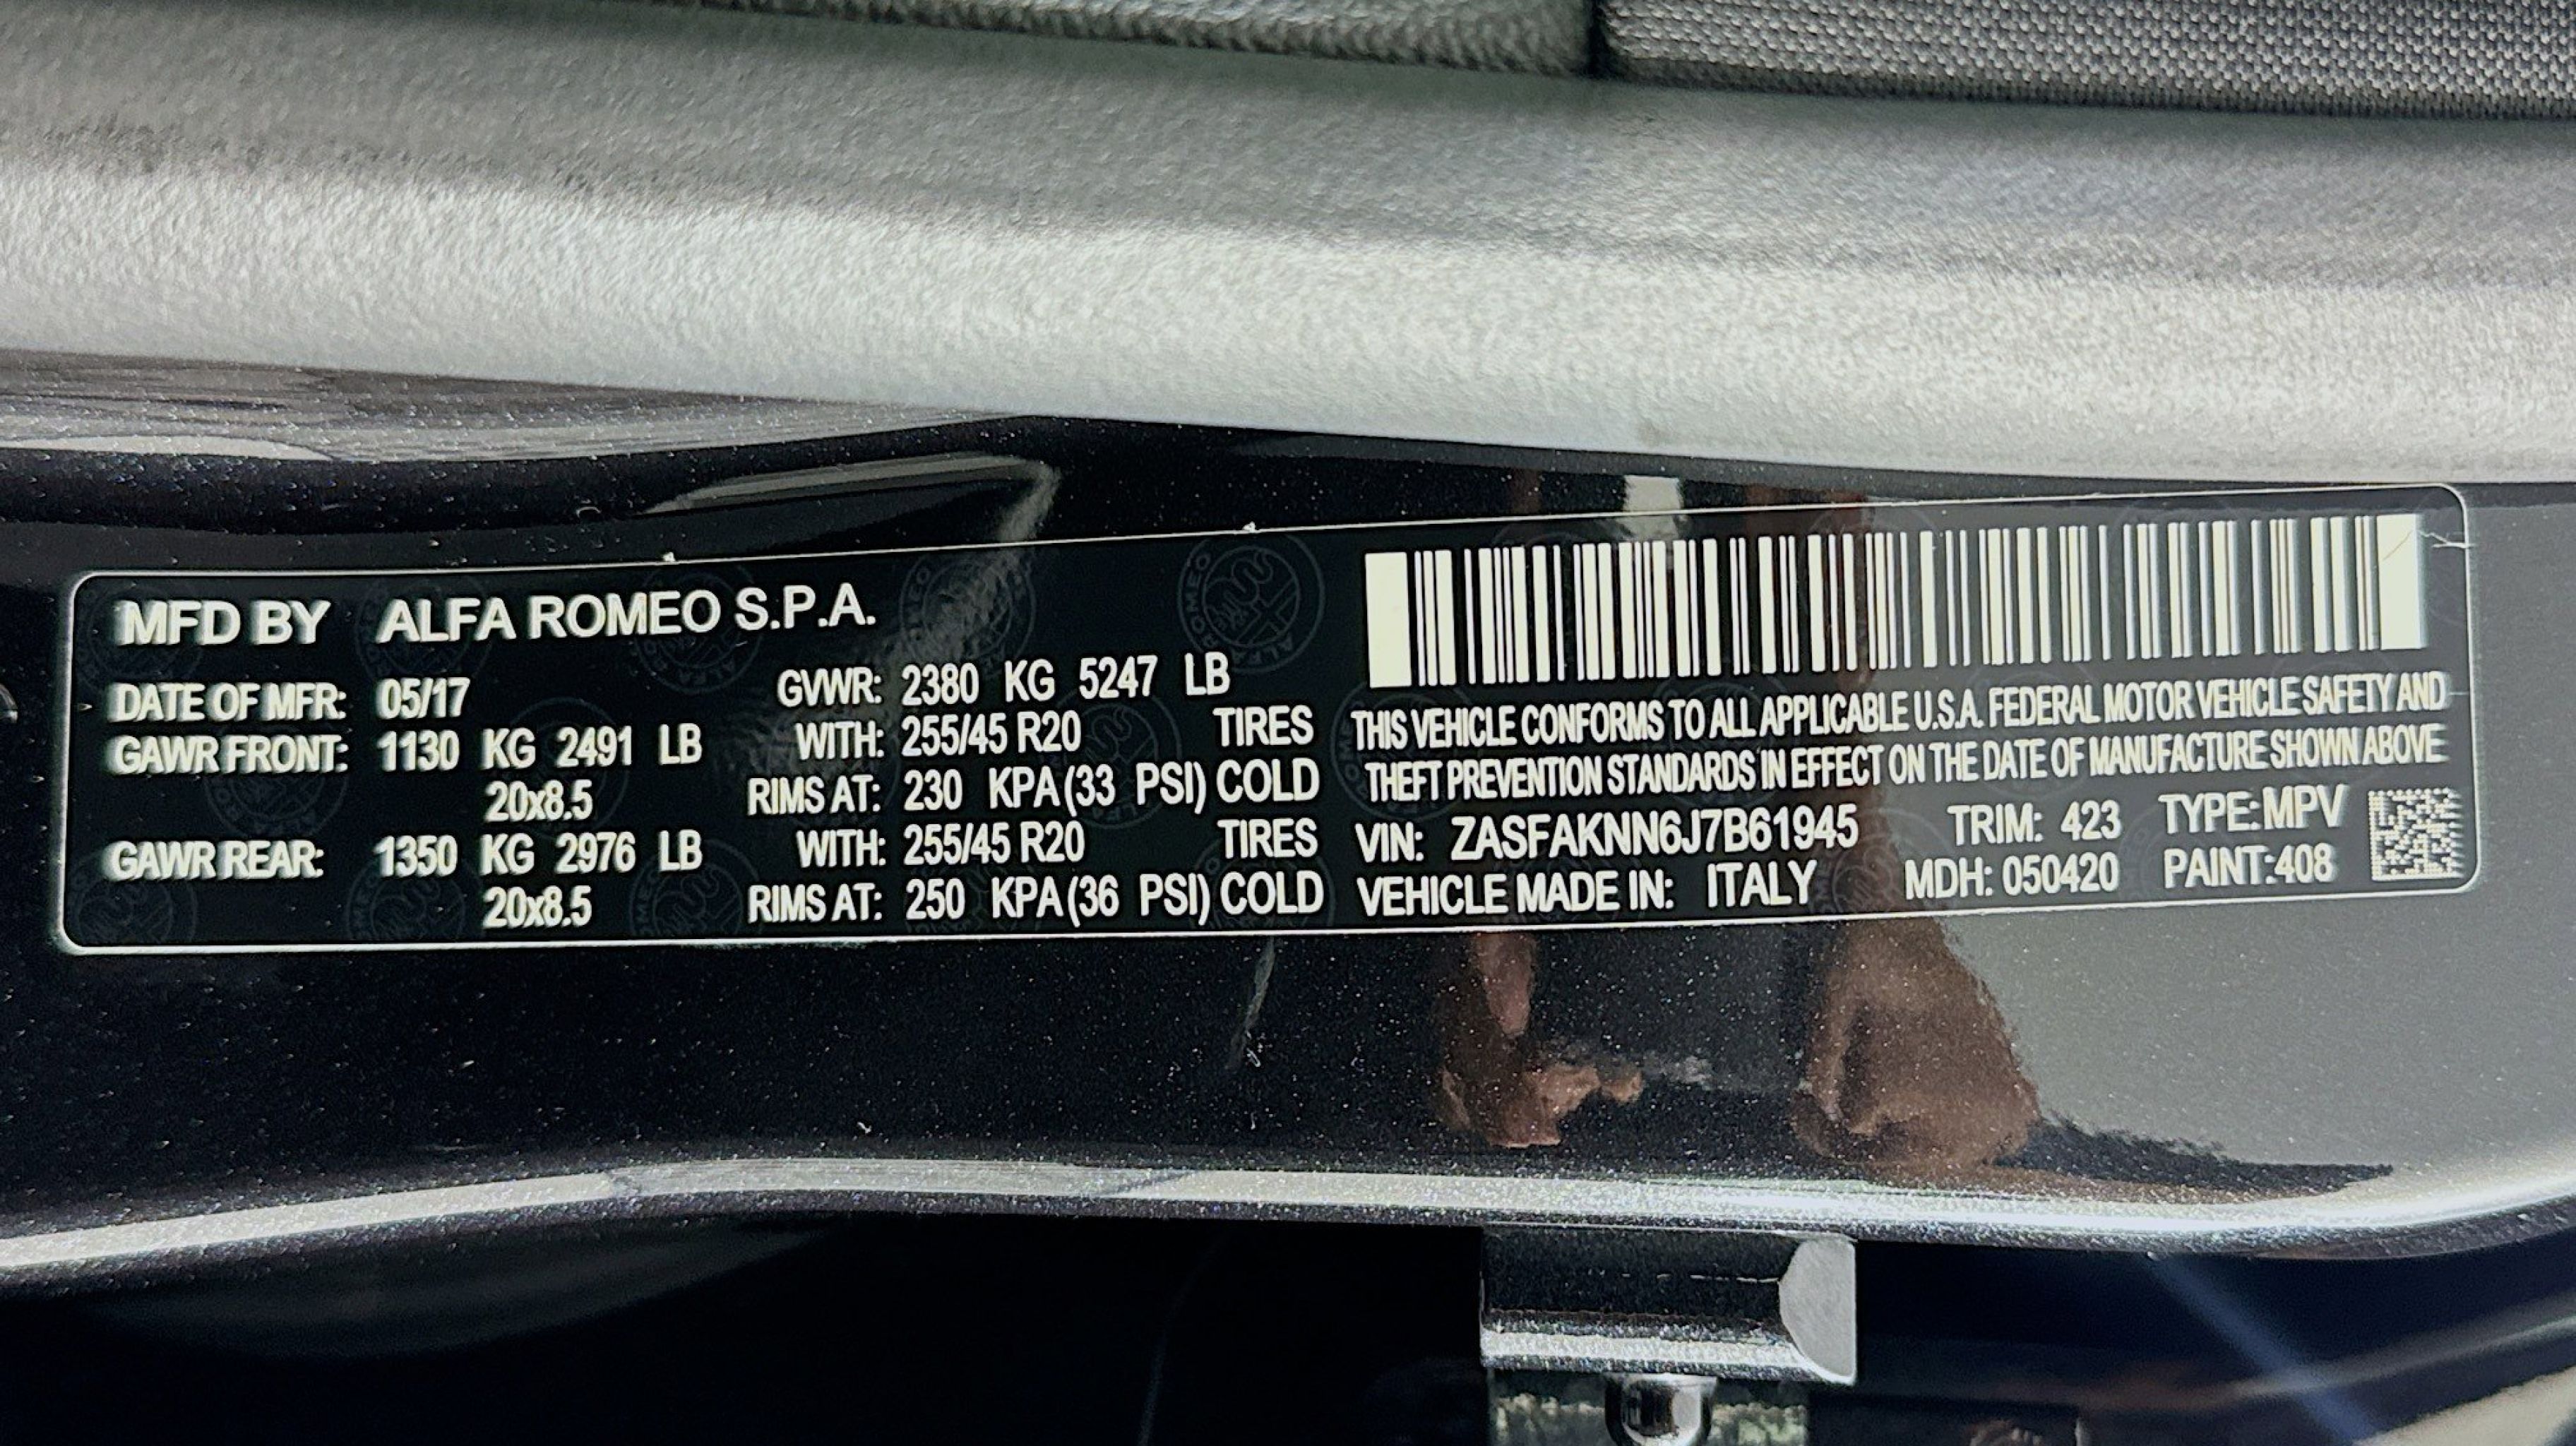 MFD BY ALFA ROMEO S.P.A.
DATE OF MFR: 05/17 GVWR: 2380 KG 5247 LB
GAWR FRONT: 1130 KG 2491 LB WITH: 255/45 R20 TIRES
20x8.5 RIMS AT: 230 KPA (33 PSI) COLD
GAWR REAR: 1350 KG 2976 LB WITH: 255/45 R20 TIRES
20x8.5 RIMS AT: 250 KPA (36 PSI) COLD
THIS VEHICLE CONFORMS TO ALL APPLICABLE U.S.A. FEDERAL MOTOR VEHICLE SAFETY AND
THEFT PREVENTION STANDARDS IN EFFECT ON THE DATE OF MANUFACTURE SHOWN ABOVE
VIN: ZASFAKNN6J7B61945 TRIM: 423 TYPE: MPV
VEHICLE MADE IN: ITALY MDH: 050420 PAINT: 408